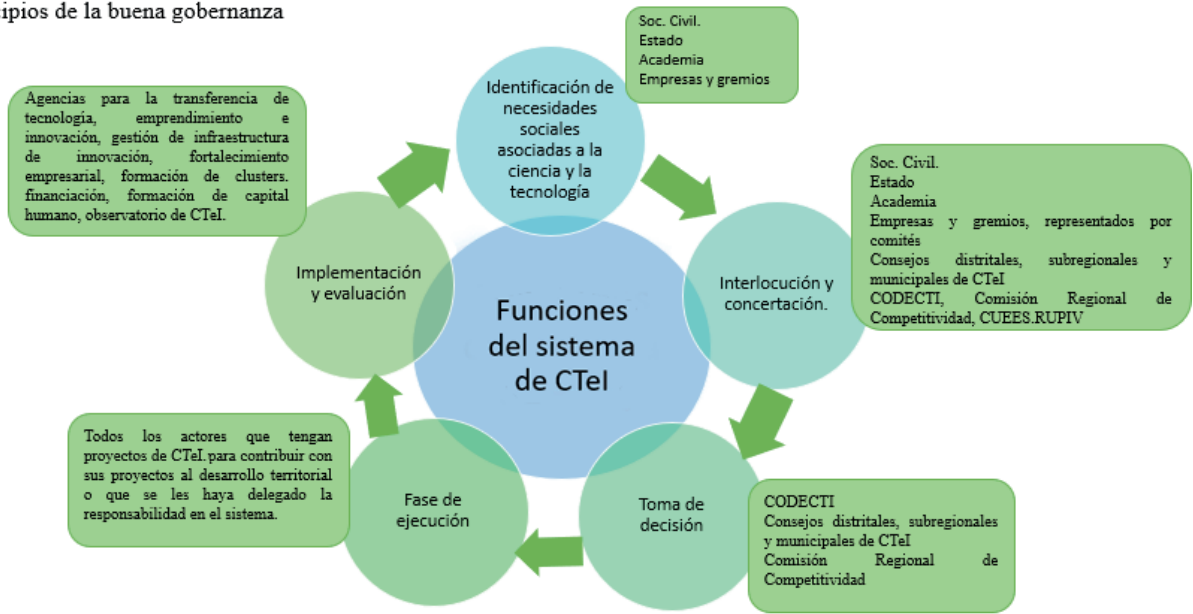 cipios de la buena gobernanza
Soc. Civil.
Estado
Academia
Empresas y gremios
Identificación de
necesidades
sociales
asociadas a la
ciencia y la
tecnología
Agencias para la transferencia de
tecnología, emprendimiento e
innovación, gestión de infraestructura
de innovación, fortalecimiento
empresarial, formación de clusters.
financiación, formación de capital
humano, observatorio de CTeI.
Soc. Civil.
Estado
Academia
Empresas y gremios, representados por
comités
Consejos distritales, subregionales y
municipales de CTeI
CODECTI, Comisión Regional de
Competitividad, CUEES.RUPIV
Implementación
y evaluación
Interlocución y
concertación.
Funciones
del sistema
de CTeI
Todos los actores que tengan
proyectos de CTeI.para contribuir con
sus proyectos al desarrollo territorial
o que se les haya delegado la
responsabilidad en el sistema.
Fase de
ejecución
Toma de
decisión
CODECTI
Consejos distritales, subregionales
y municipales de CTeI
Comisión Regional de
Competitividad